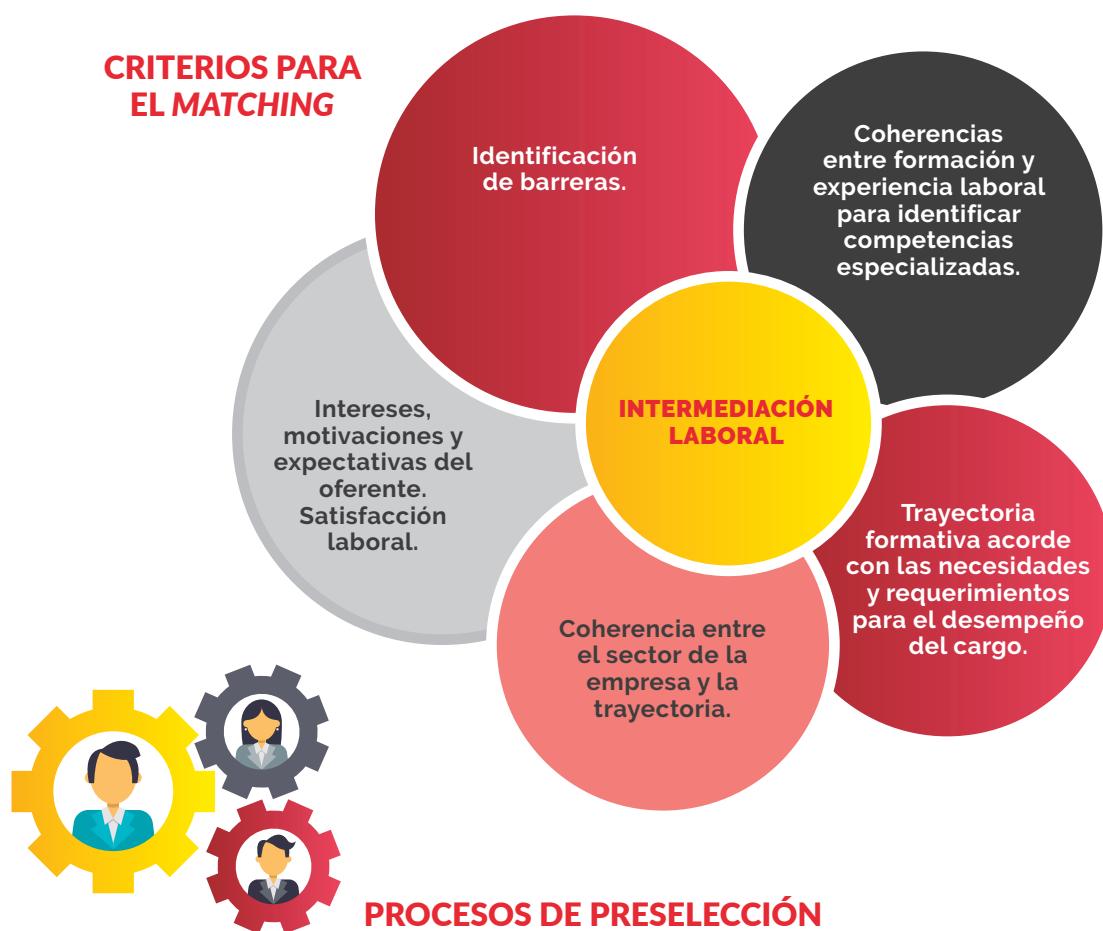 CRITERIOS PARA
EL MATCHING
Identificación
de barreras.
Coherencias
entre formación y
experiencia laboral
para identificar
competencias
especializadas.
INTERMEDIACIÓN
LABORAL
Intereses,
motivaciones y
expectativas del
oferente.
Satisfacción
laboral.
Trayectoria
formativa acorde
con las necesidades
y requerimientos
para el desempeño
del cargo.
Coherencia entre
el sector de la
empresa y la
trayectoria.
PROCESOS DE PRESELECCIÓN